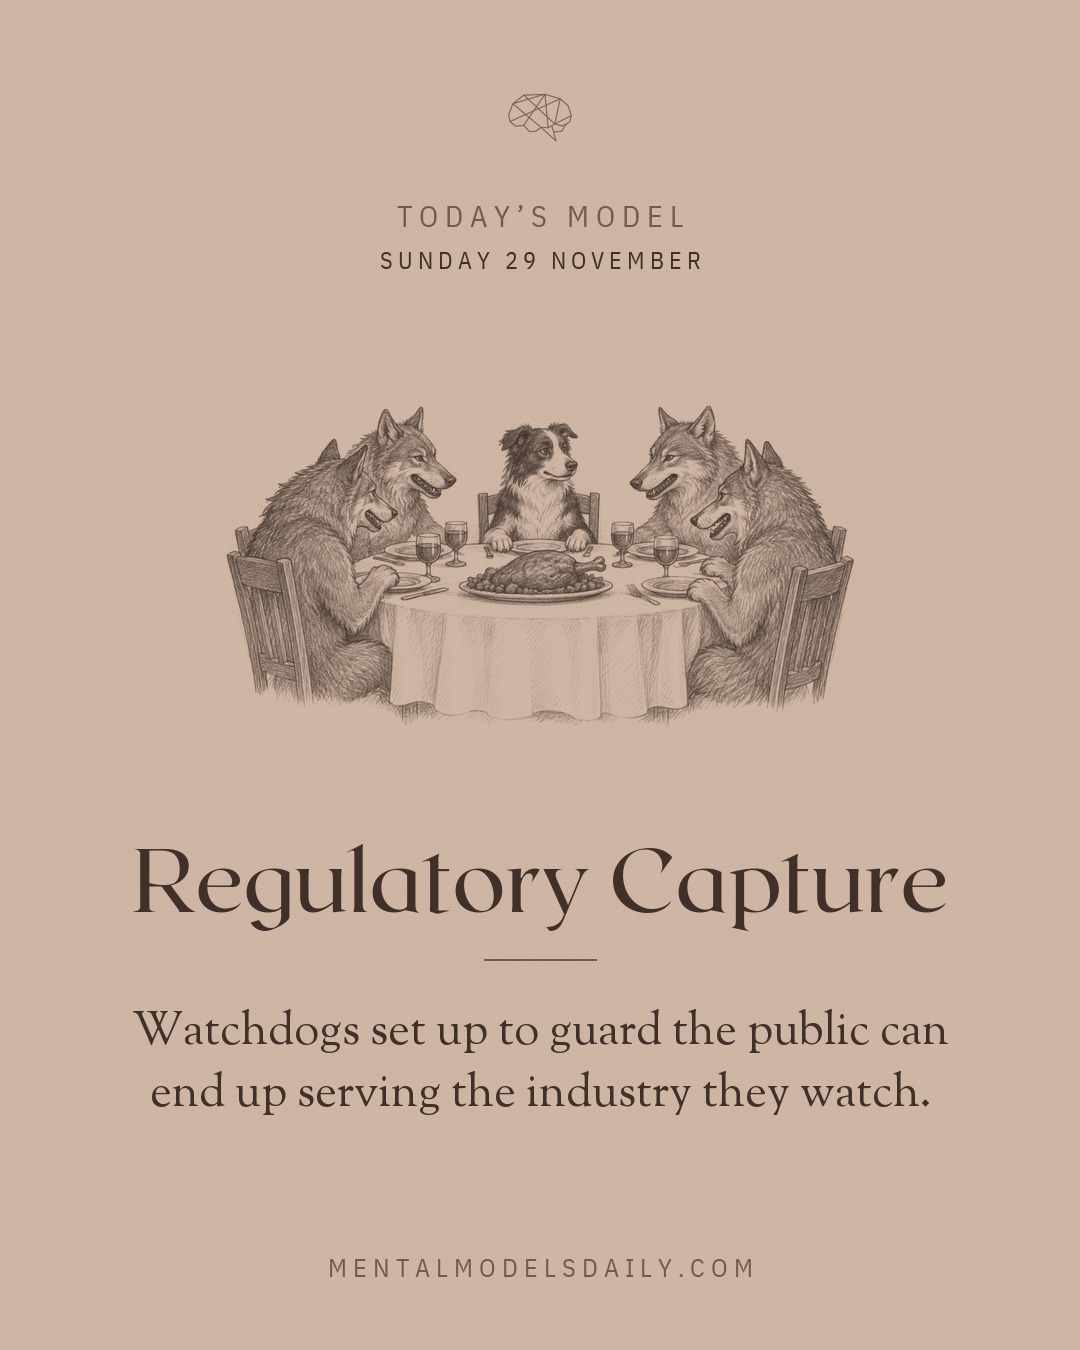 TODAY’S MODEL
SUNDAY 29 NOVEMBER
Regulatory Capture
Watchdogs set up to guard the public can
end up serving the industry they watch.
MENTALMODELSDAILY.COM